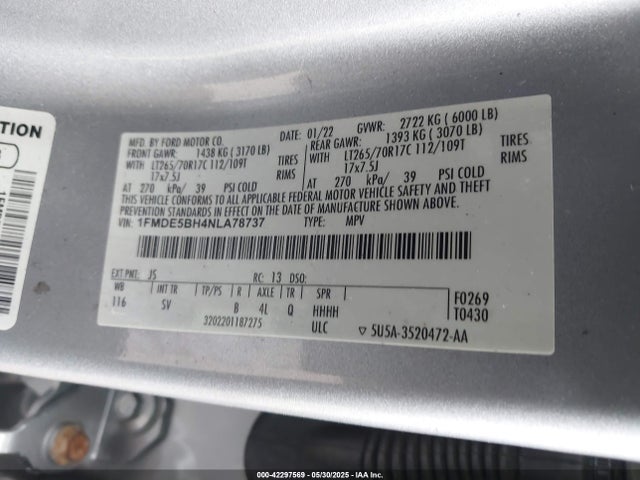 TION
MFD. BY FORD MOTOR CO.
DATE: 01/22
GVWR: 2722 KG ( 6000 LB)
FRONT GAWR: 1438 KG ( 3170 LB)
REAR GAWR: 1393 KG ( 3070 LB)
WITH LT265/70R17C 112/109T TIRES
WITH LT265/70R17C 112/109T TIRES
17x7.5J RIMS
17x7.5J RIMS
AT 270 kPa/ 39 PSI COLD
AT 270 kPa/ 39 PSI COLD
THIS VEHICLE CONFORMS TO ALL APPLICABLE FEDERAL MOTOR VEHICLE SAFETY AND THEFT
PREVENTION STANDARDS IN EFFECT ON THE DATE OF MANUFACTURE SHOWN ABOVE.
VIN: 1FMDE5BH4NLA78737
TYPE: MPV
EXT PNT: JS RC: 13 DSO:
WB INT TR TP/PS R AXLE TR SPR
116 SV B 4L Q HHHH
3202201187275 ULC
F0269
T0430
▽ 5U5A-3520472-AA
000-42297569 - 05/30/2025 - IAA Inc.